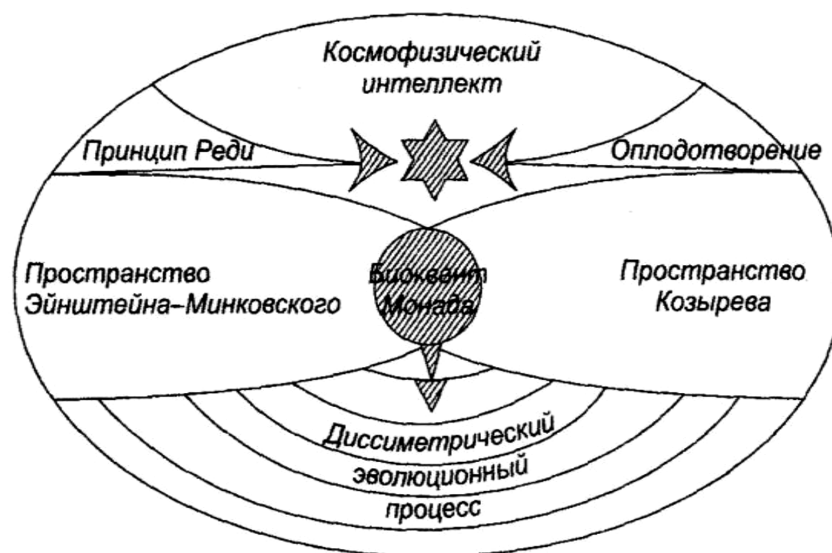 Космофизический
интеллект
Принцип Реди
Оплодотворение
Пространство
Эйнштейна–Минковского
Биоквант
Монада
Пространство
Козырева
Диссиметрический
эволюционный
процесс